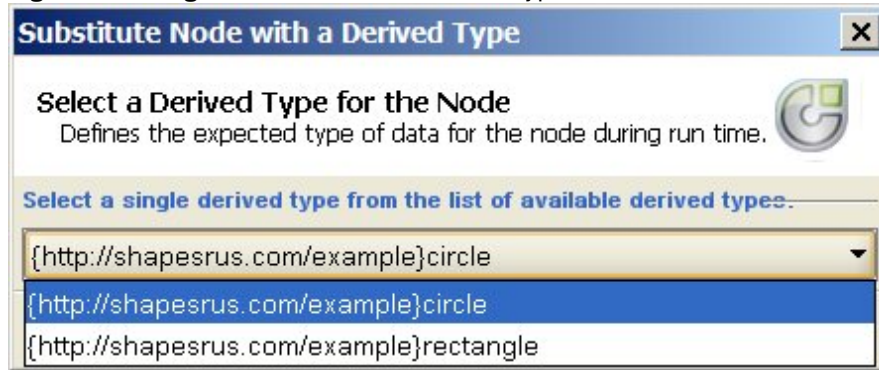 Substitute Node with a Derived Type
Select a Derived Type for the Node
Defines the expected type of data for the node during run time.
Select a single derived type from the list of available derived types.
{http://shapesrus.com/example}circle
{http://shapesrus.com/example}circle
{http://shapesrus.com/example}rectangle